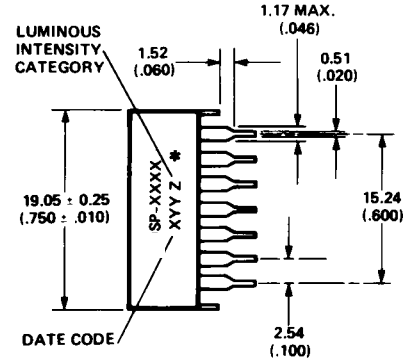 LUMINOUS
INTENSITY
CATEGORY
1.52
(.060)
1.17 MAX.
(.046)
0.51
(.020)
19.05 ± 0.25
(.750 ± .010)
SP-XXXX
XYY Z *
15.24
(.600)
DATE CODE
2.54
(.100)